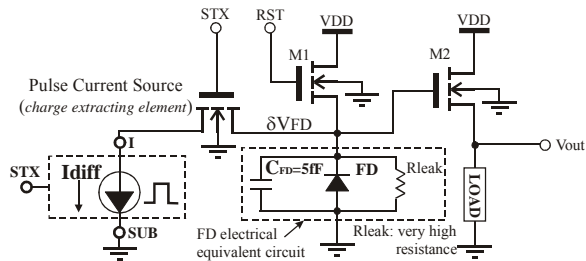 STX
RST
VDD
VDD
M1
M2
Pulse Current Source
(charge extracting element)
δVFD
I
Vout
STX
Idiff
CFD=5fF
FD
Rleak
LOAD
SUB
FD electrical
equivalent circuit
Rleak: very high
resistance